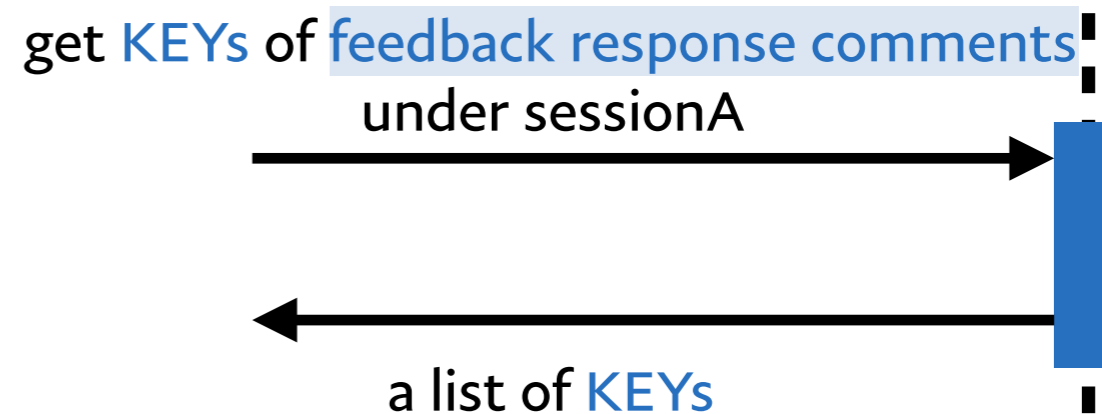 get KEYs of feedback response comments
under sessionA
a list of KEYs